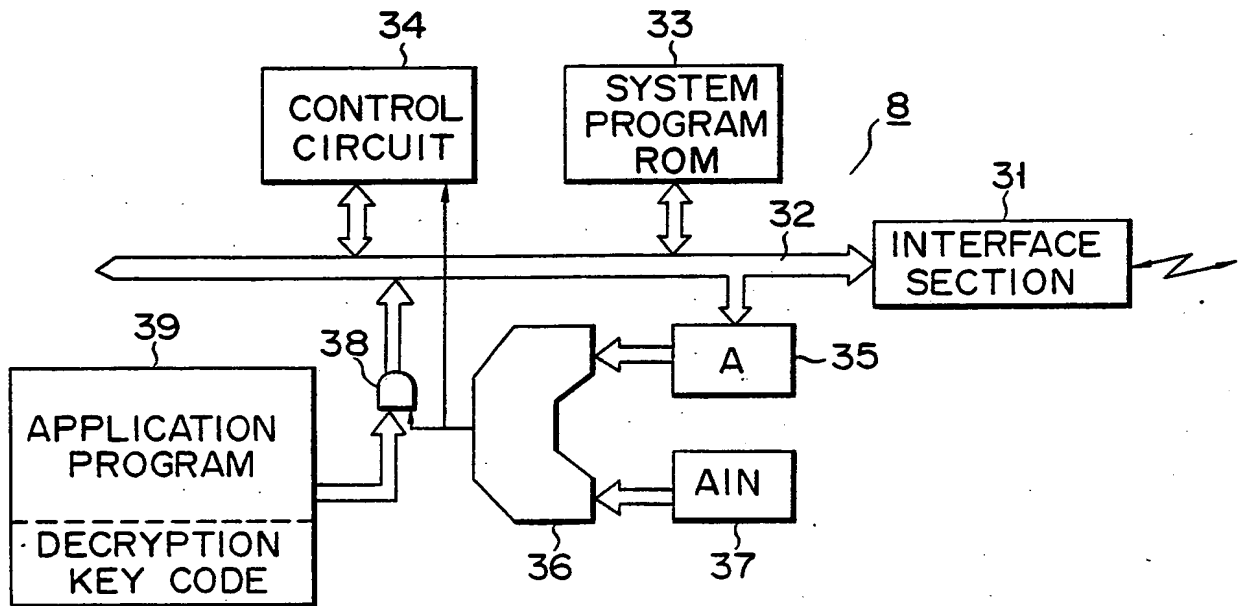 34
CONTROL
CIRCUIT
33
SYSTEM
PROGRAM
ROM
8
31
INTERFACE
SECTION
32
39
APPLICATION
PROGRAM
DECRYPTION
KEY CODE
38
A
35
AIN
36
37